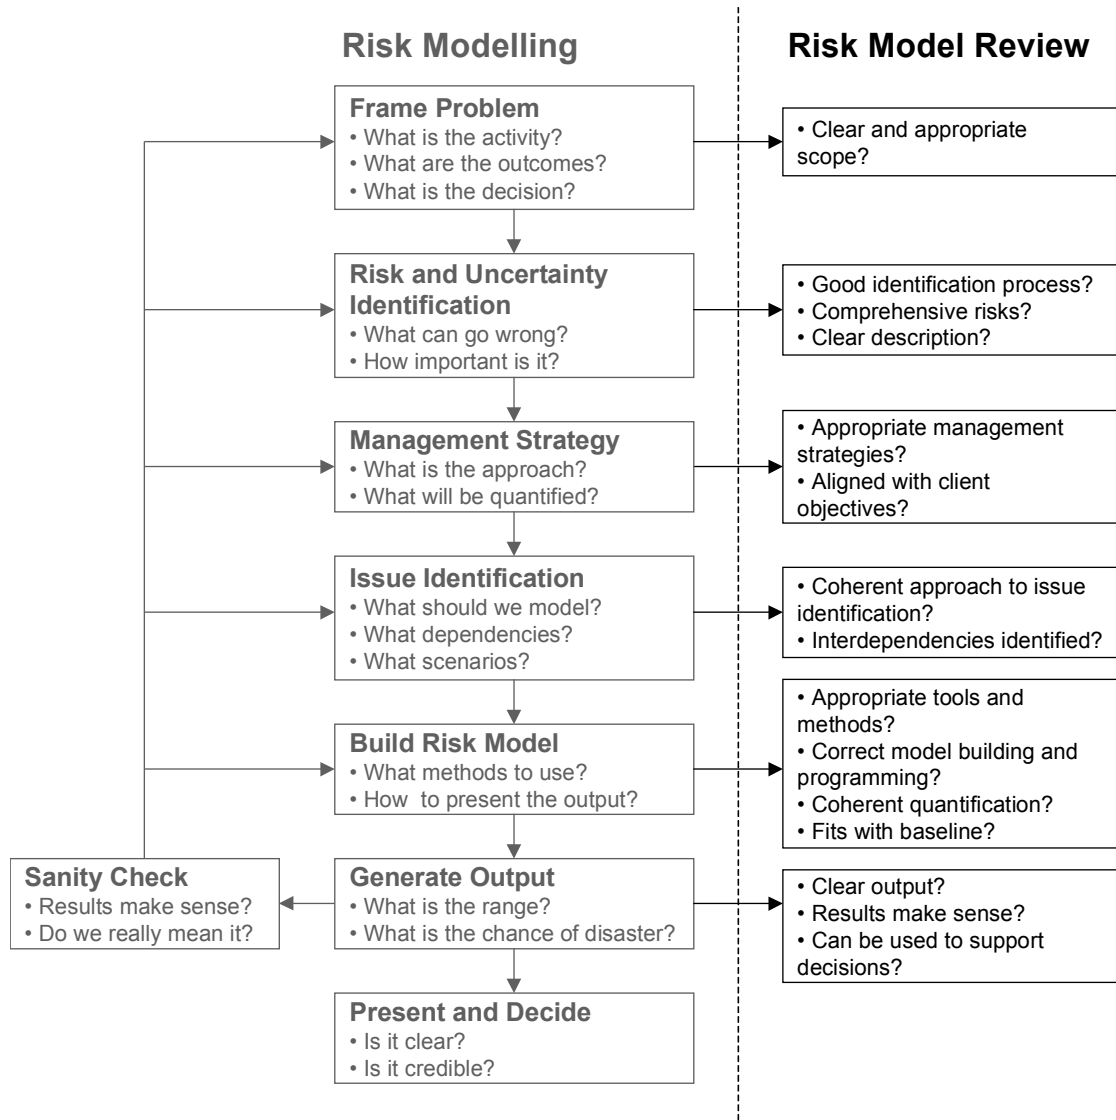 Risk Modelling
Risk Model Review
Frame Problem
• What is the activity?
• What are the outcomes?
• What is the decision?
• Clear and appropriate
scope?
Risk and Uncertainty
Identification
• What can go wrong?
• How important is it?
• Good identification process?
• Comprehensive risks?
• Clear description?
Management Strategy
• What is the approach?
• What will be quantified?
• Appropriate management
strategies?
• Aligned with client
objectives?
Issue Identification
• What should we model?
• What dependencies?
• What scenarios?
• Coherent approach to issue
identification?
• Interdependencies identified?
Build Risk Model
• What methods to use?
• How  to present the output?
• Appropriate tools and
methods?
• Correct model building and
programming?
• Coherent quantification?
• Fits with baseline?
Sanity Check
• Results make sense?
• Do we really mean it?
Generate Output
• What is the range?
• What is the chance of disaster?
• Clear output?
• Results make sense?
• Can be used to support
decisions?
Present and Decide
• Is it clear?
• Is it credible?